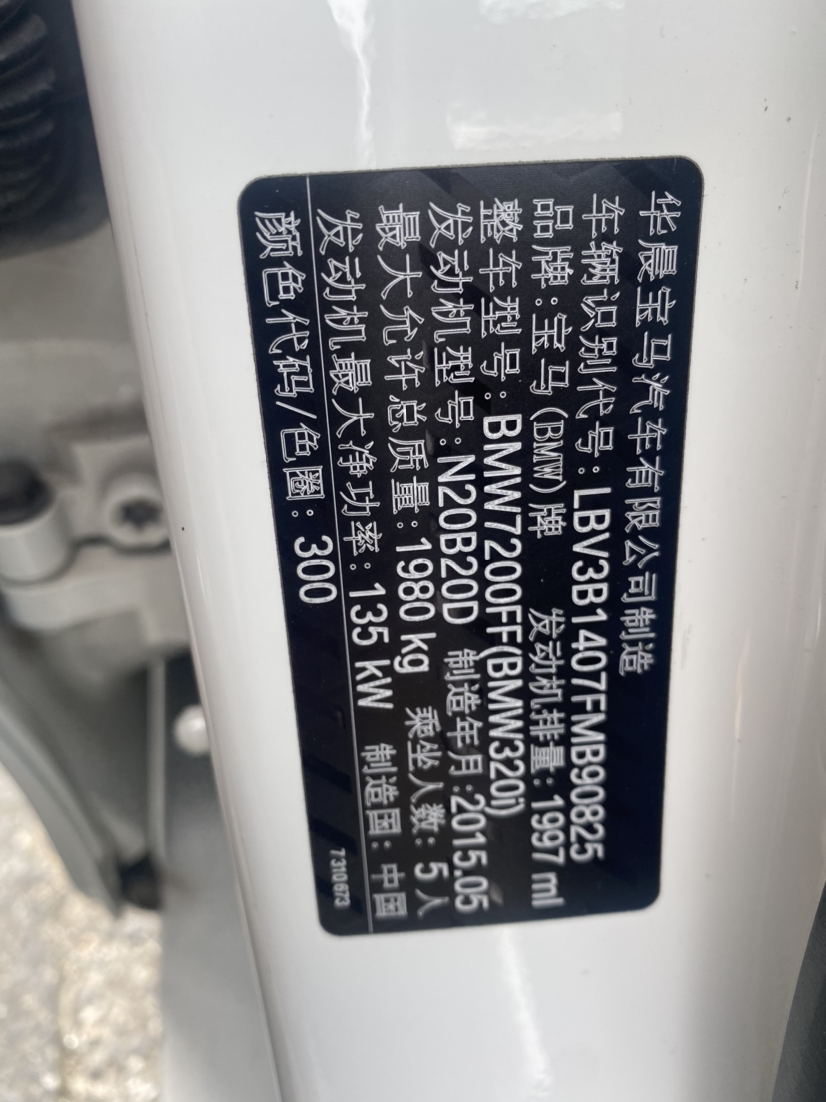 华晨宝马汽车有限公司制造
车辆识别代号:LBV3B1407FMB90825
品牌:宝马(BMW)牌 发动机排量:1997 ml
整车型号:BMW7200FF(BMW320i)
发动机型号:N20B20D 制造年月:2015.05
最大允许总质量:1980 kg 乘坐人数:5人
发动机最大净功率:135 kW 制造国:中国
颜色代码/色圈:300
7310673